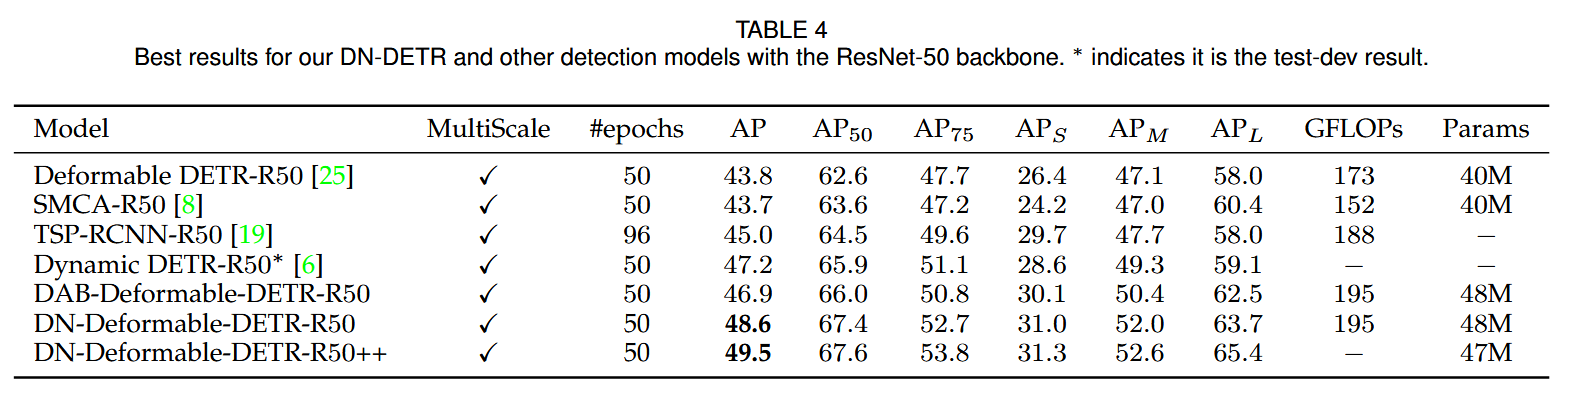 TABLE 4
Best results for our DN-DETR and other detection models with the ResNet-50 backbone. * indicates it is the test-dev result.
Model MultiScale #epochs AP AP50 AP75 APS APM APL GFLOPs Params
Deformable DETR-R50 [25] ✓ 50 43.8 62.6 47.7 26.4 47.1 58.0 173 40M
SMCA-R50 [8] ✓ 50 43.7 63.6 47.2 24.2 47.0 60.4 152 40M
TSP-RCNN-R50 [19] ✓ 96 45.0 64.5 49.6 29.7 47.7 58.0 188 −
Dynamic DETR-R50* [6] ✓ 50 47.2 65.9 51.1 28.6 49.3 59.1 − −
DAB-Deformable-DETR-R50 ✓ 50 46.9 66.0 50.8 30.1 50.4 62.5 195 48M
DN-Deformable-DETR-R50 ✓ 50 48.6 67.4 52.7 31.0 52.0 63.7 195 48M
DN-Deformable-DETR-R50++ ✓ 50 49.5 67.6 53.8 31.3 52.6 65.4 − 47M